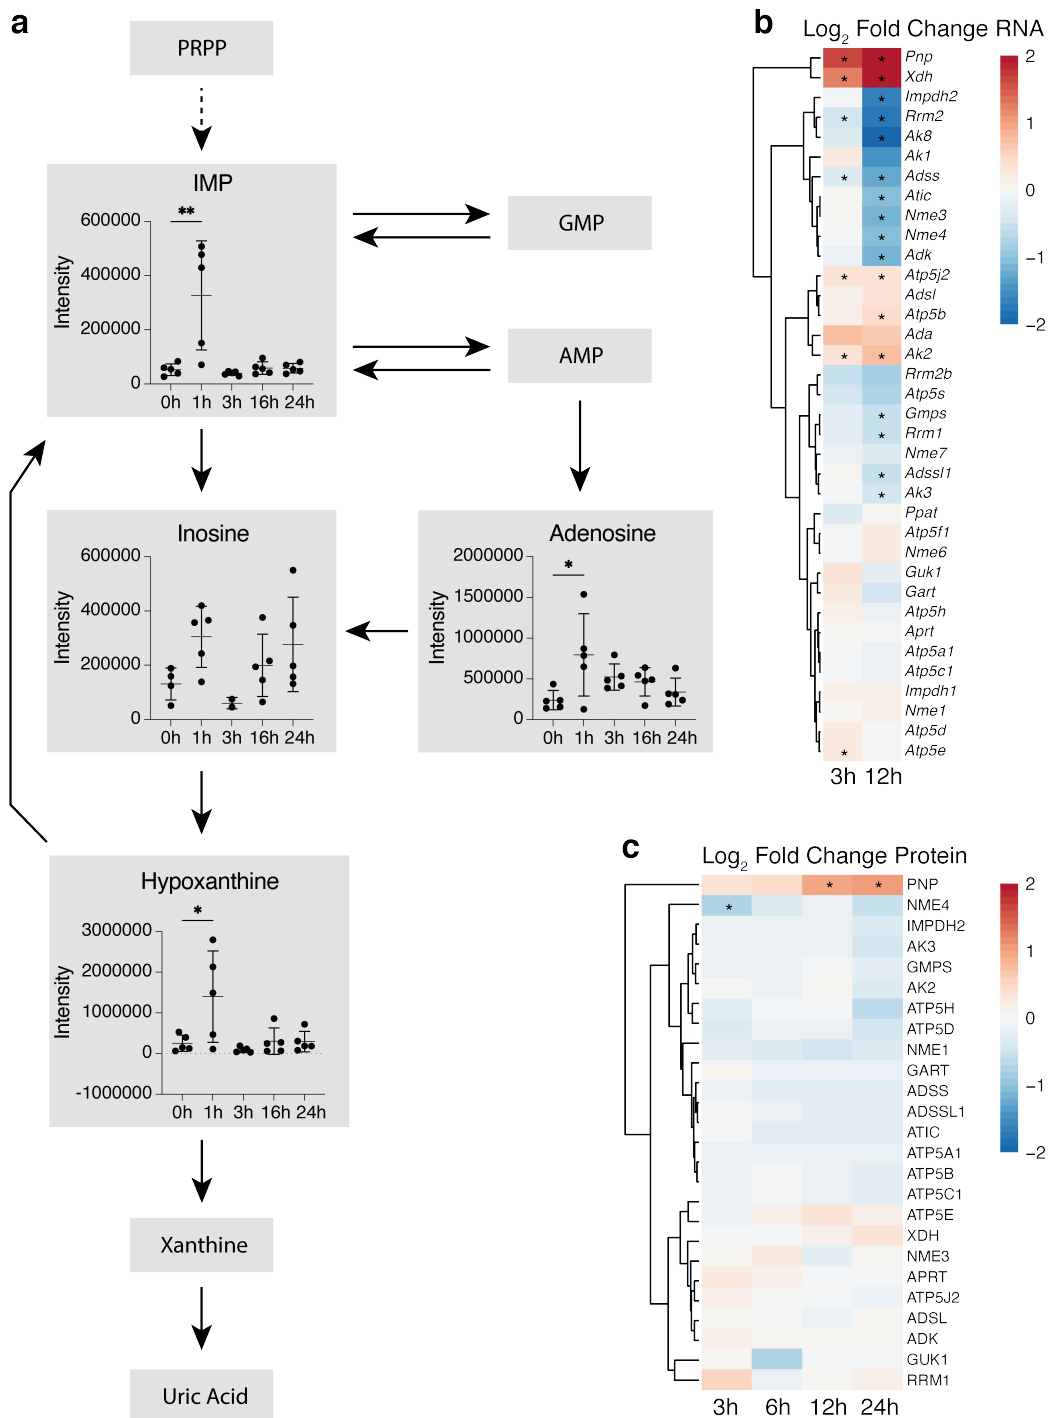 a
PRPP
IMP
**
600000
400000
200000
0
Intensity
0h 1h 3h 16h 24h
GMP
AMP
Inosine
600000
400000
200000
0
Intensity
0h 1h 3h 16h 24h
Adenosine
*
2000000
1500000
1000000
500000
0
Intensity
0h 1h 3h 16h 24h
Hypoxanthine
*
3000000
2000000
1000000
0
-1000000
Intensity
0h 1h 3h 16h 24h
Xanthine
Uric Acid
b
Log2 Fold Change RNA
* * Pnp
* * Xdh
* Impdh2
* * Rrm2
* Ak8
Ak1
* * Adss
* Atic
* Nme3
* Nme4
* Adk
* * Atp5j2
Adsl
* Atp5b
Ada
* * Ak2
Rrm2b
Atp5s
* Gmps
* Rrm1
Nme7
* Adssl1
* Ak3
Ppat
Atp5f1
Nme6
Guk1
Gart
Atp5h
Aprt
Atp5a1
Atp5c1
Impdh1
Nme1
Atp5d
* Atp5e
3h 12h
2
1
0
−1
−2
c
Log2 Fold Change Protein
* * PNP
* NME4
IMPDH2
AK3
GMPS
AK2
ATP5H
ATP5D
NME1
GART
ADSS
ADSSL1
ATIC
ATP5A1
ATP5B
ATP5C1
ATP5E
XDH
NME3
APRT
ATP5J2
ADSL
ADK
GUK1
RRM1
3h 6h 12h 24h
2
1
0
−1
−2